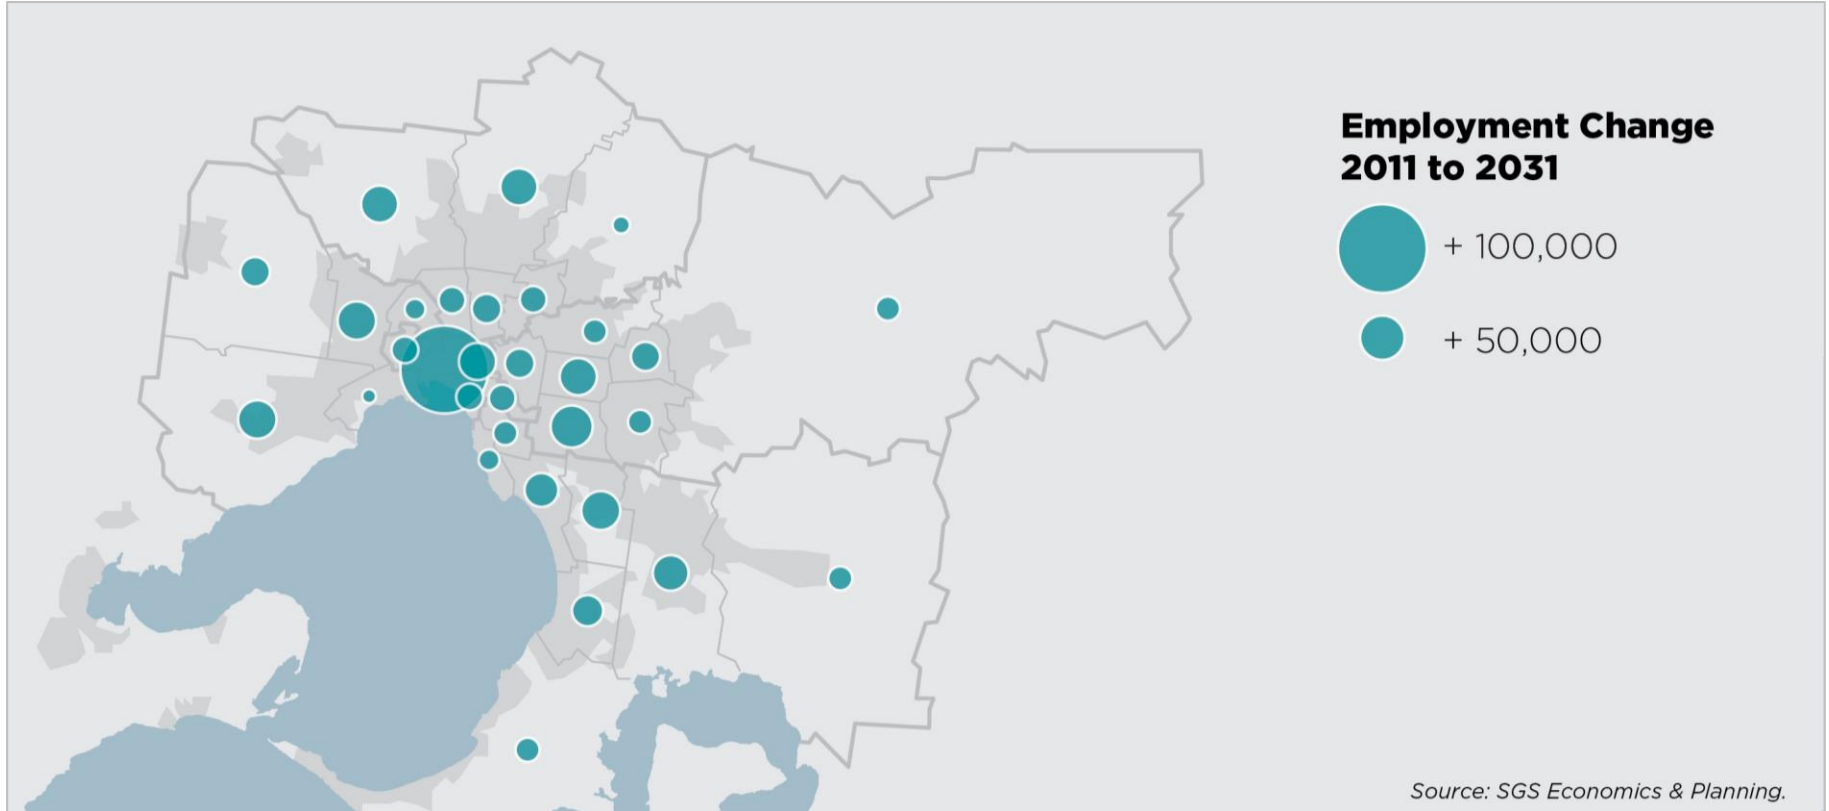 Employment Change
2011 to 2031
+ 100,000
+ 50,000
Source: SGS Economics & Planning.